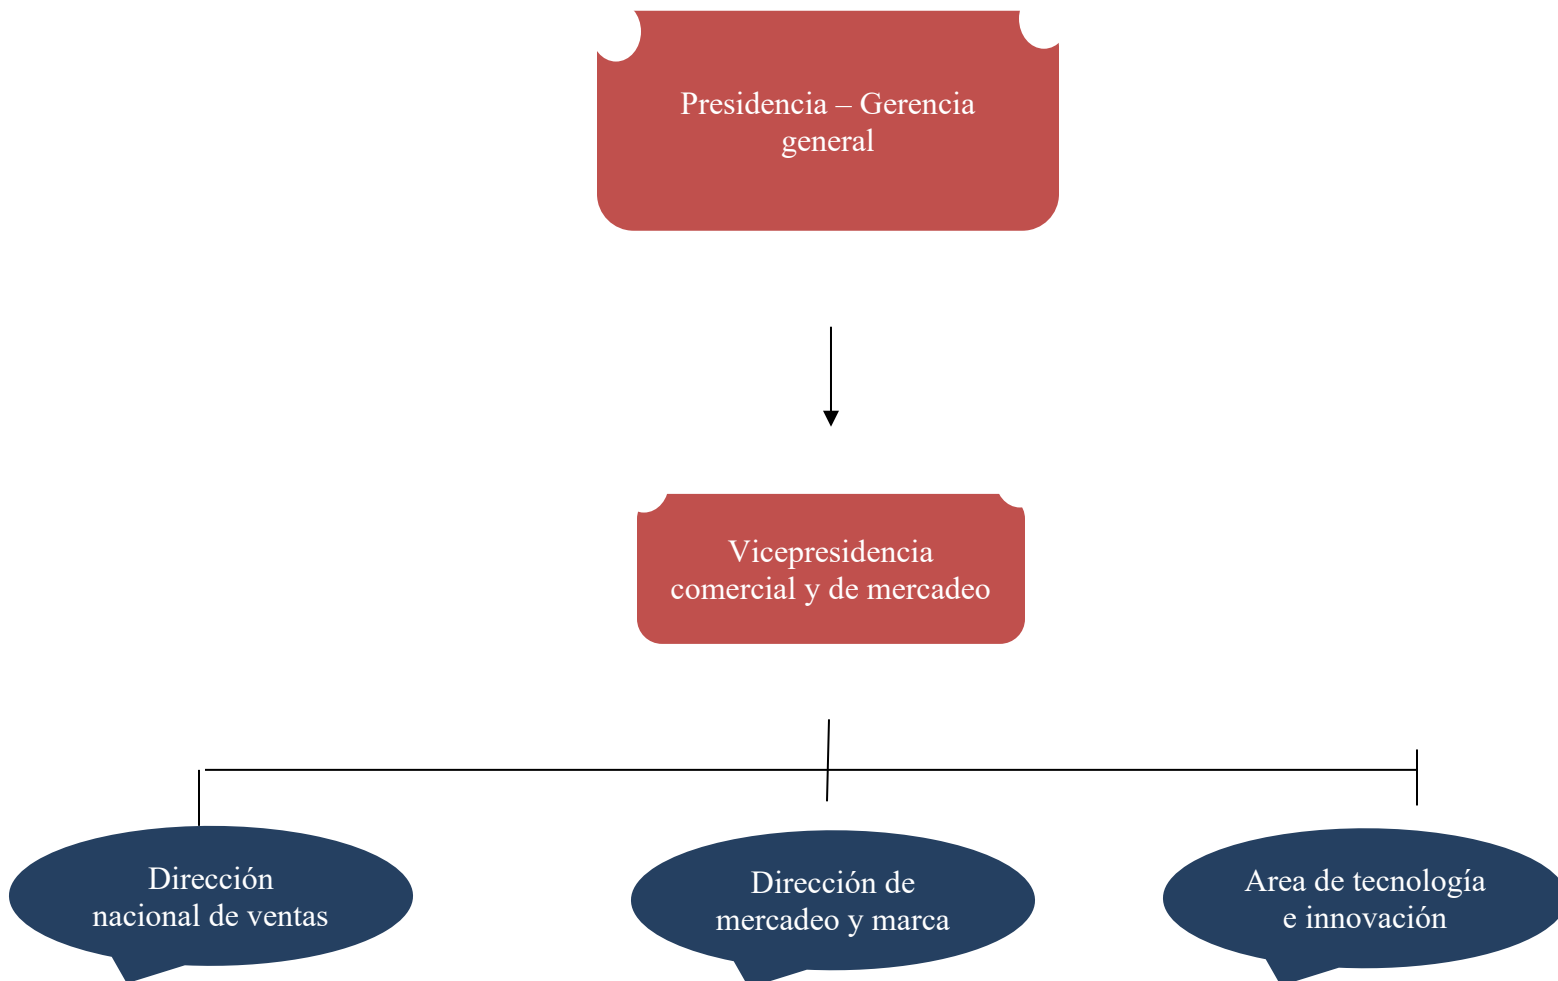 Presidencia – Gerencia
general
Vicepresidencia
comercial y de mercadeo
Dirección
nacional de ventas
Dirección de
mercadeo y marca
Area de tecnología
e innovación